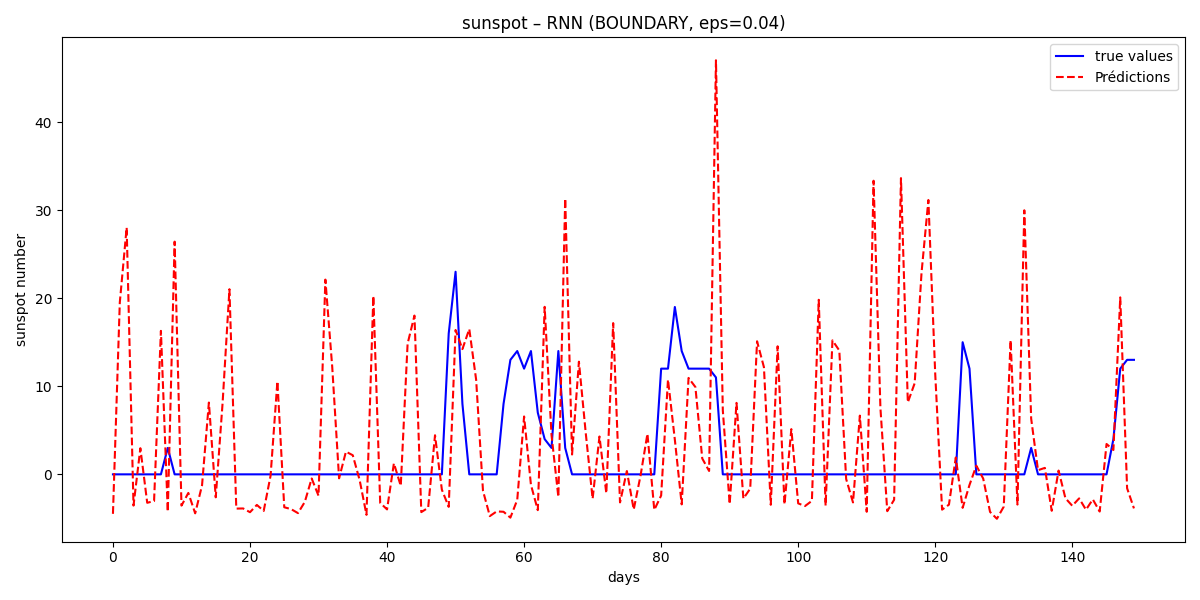 sunspot – RNN (BOUNDARY, eps=0.04)
true values
Prédictions
sunspot number
40
30
20
10
0
0
20
40
60
80
100
120
140
days